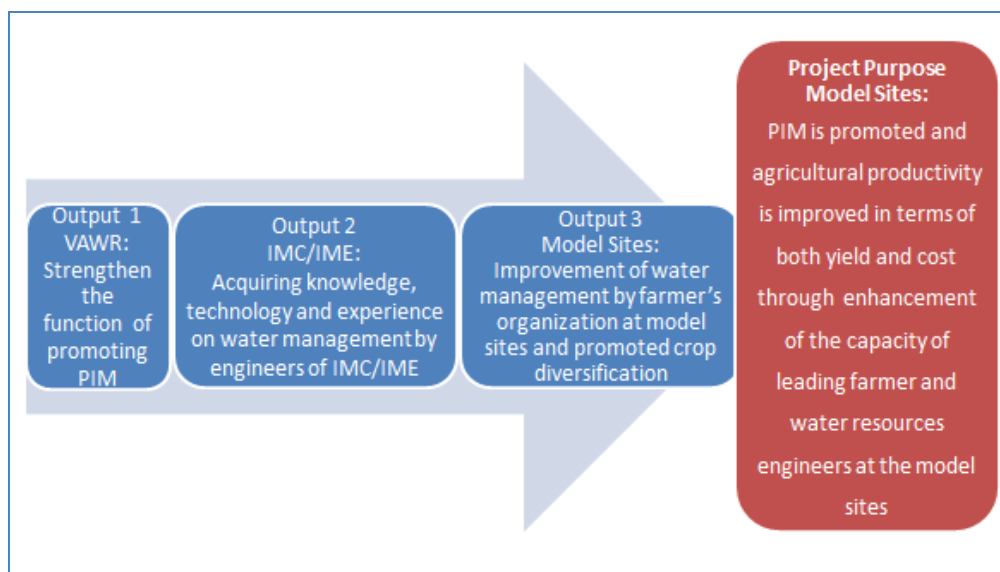 Output 1
VAWR:
Strengthen
the
function of
promoting
PIM
Output 2
IMC/IME:
Acquiring knowledge,
technology and experience
on water management by
engineers of IMC/IME
Output 3
Model Sites:
Improvement of water
management by farmer's
organization at model
sites and promoted crop
diversification
Project Purpose
Model Sites:
PIM is promoted and
agricultural productivity
is improved in terms of
both yield and cost
through enhancement
of the capacity of
leading farmer and
water resources
engineers at the model
sites